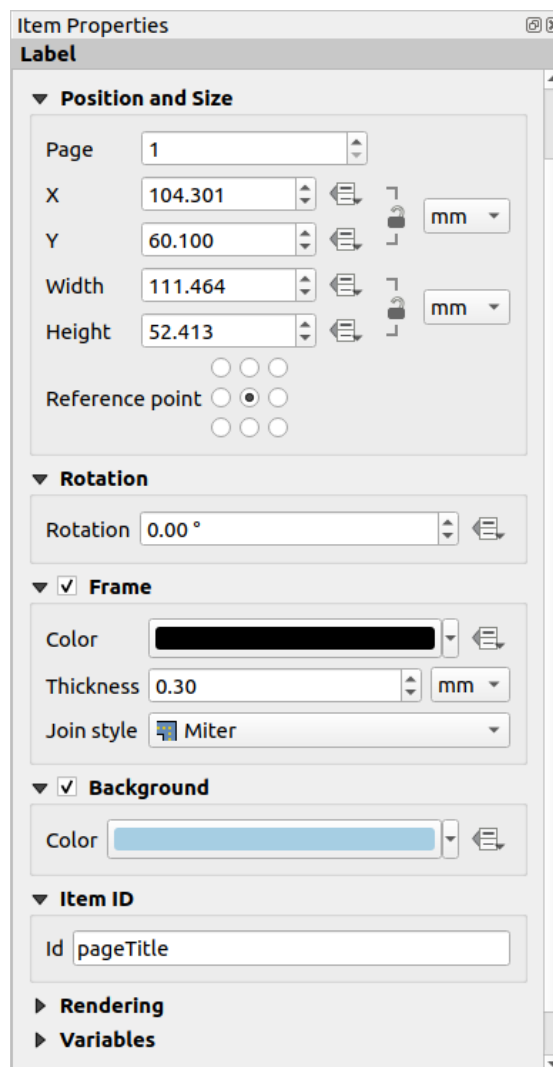 Item Properties
Label
Position and Size
Page 1
X 104.301
mm
Y 60.100
Width 111.464
mm
Height 52.413
Reference point
Rotation
Rotation 0.00 °
Frame
Color
Thickness 0.30 mm
Join style Miter
Background
Color
Item ID
Id pageTitle
Rendering
Variables